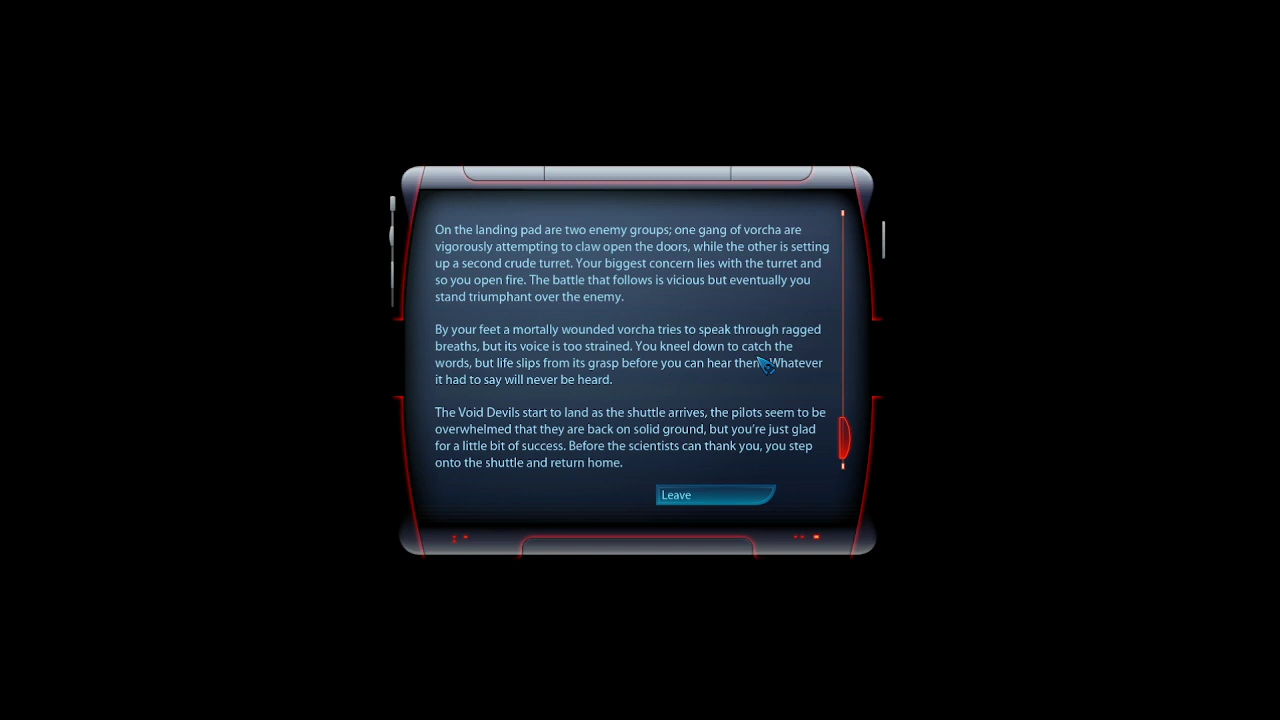 On the landing pad are two enemy groups; one gang of vorcha are
vigorously attempting to claw open the doors, while the other is setting
up a second crude turret. Your biggest concern lies with the turret and
so you open fire. The battle that follows is vicious but eventually you
stand triumphant over the enemy.
By your feet a mortally wounded vorcha tries to speak through ragged
breaths, but its voice is too strained. You kneel down to catch the
words, but life slips from its grasp before you can hear them. Whatever
it had to say will never be heard.
The Void Devils start to land as the shuttle arrives, the pilots seem to be
overwhelmed that they are back on solid ground, but you're just glad
for a little bit of success. Before the scientists can thank you, you step
onto the shuttle and return home.
Leave